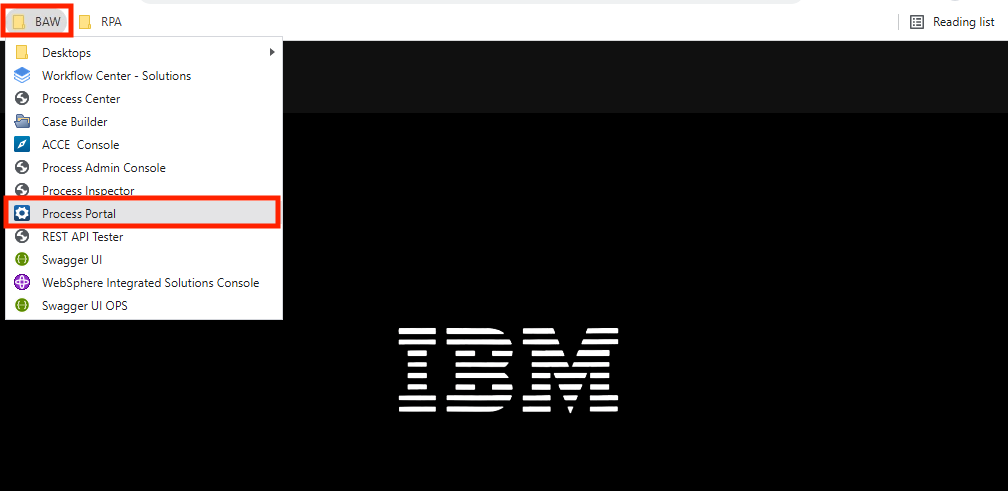 BAW RPA Reading list
Desktops
Workflow Center - Solutions
Process Center
Case Builder
ACCE Console
Process Admin Console
Process Inspector
Process Portal
REST API Tester
Swagger UI
WebSphere Integrated Solutions Console
Swagger UI OPS
IBM